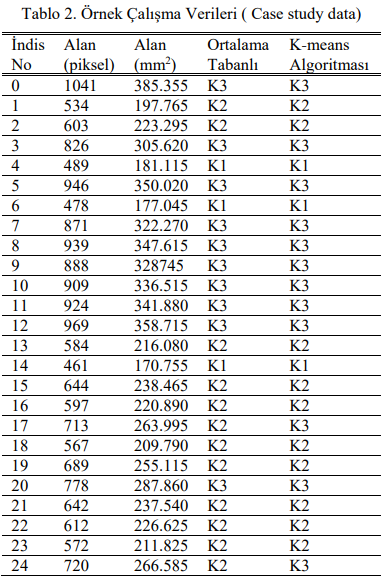 Tablo 2. Örnek Çalışma Verileri ( Case study data)
İndis Alan Alan Ortalama K-means
No (piksel) (mm²) Tabanlı Algoritması
0 1041 385.355 K3 K3
1 534 197.765 K2 K2
2 603 223.295 K2 K2
3 826 305.620 K3 K3
4 489 181.115 K1 K1
5 946 350.020 K3 K3
6 478 177.045 K1 K1
7 871 322.270 K3 K3
8 939 347.615 K3 K3
9 888 328745 K3 K3
10 909 336.515 K3 K3
11 924 341.880 K3 K3
12 969 358.715 K3 K3
13 584 216.080 K2 K2
14 461 170.755 K1 K1
15 644 238.465 K2 K2
16 597 220.890 K2 K2
17 713 263.995 K2 K3
18 567 209.790 K2 K2
19 689 255.115 K2 K2
20 778 287.860 K3 K3
21 642 237.540 K2 K2
22 612 226.625 K2 K2
23 572 211.825 K2 K2
24 720 266.585 K2 K3